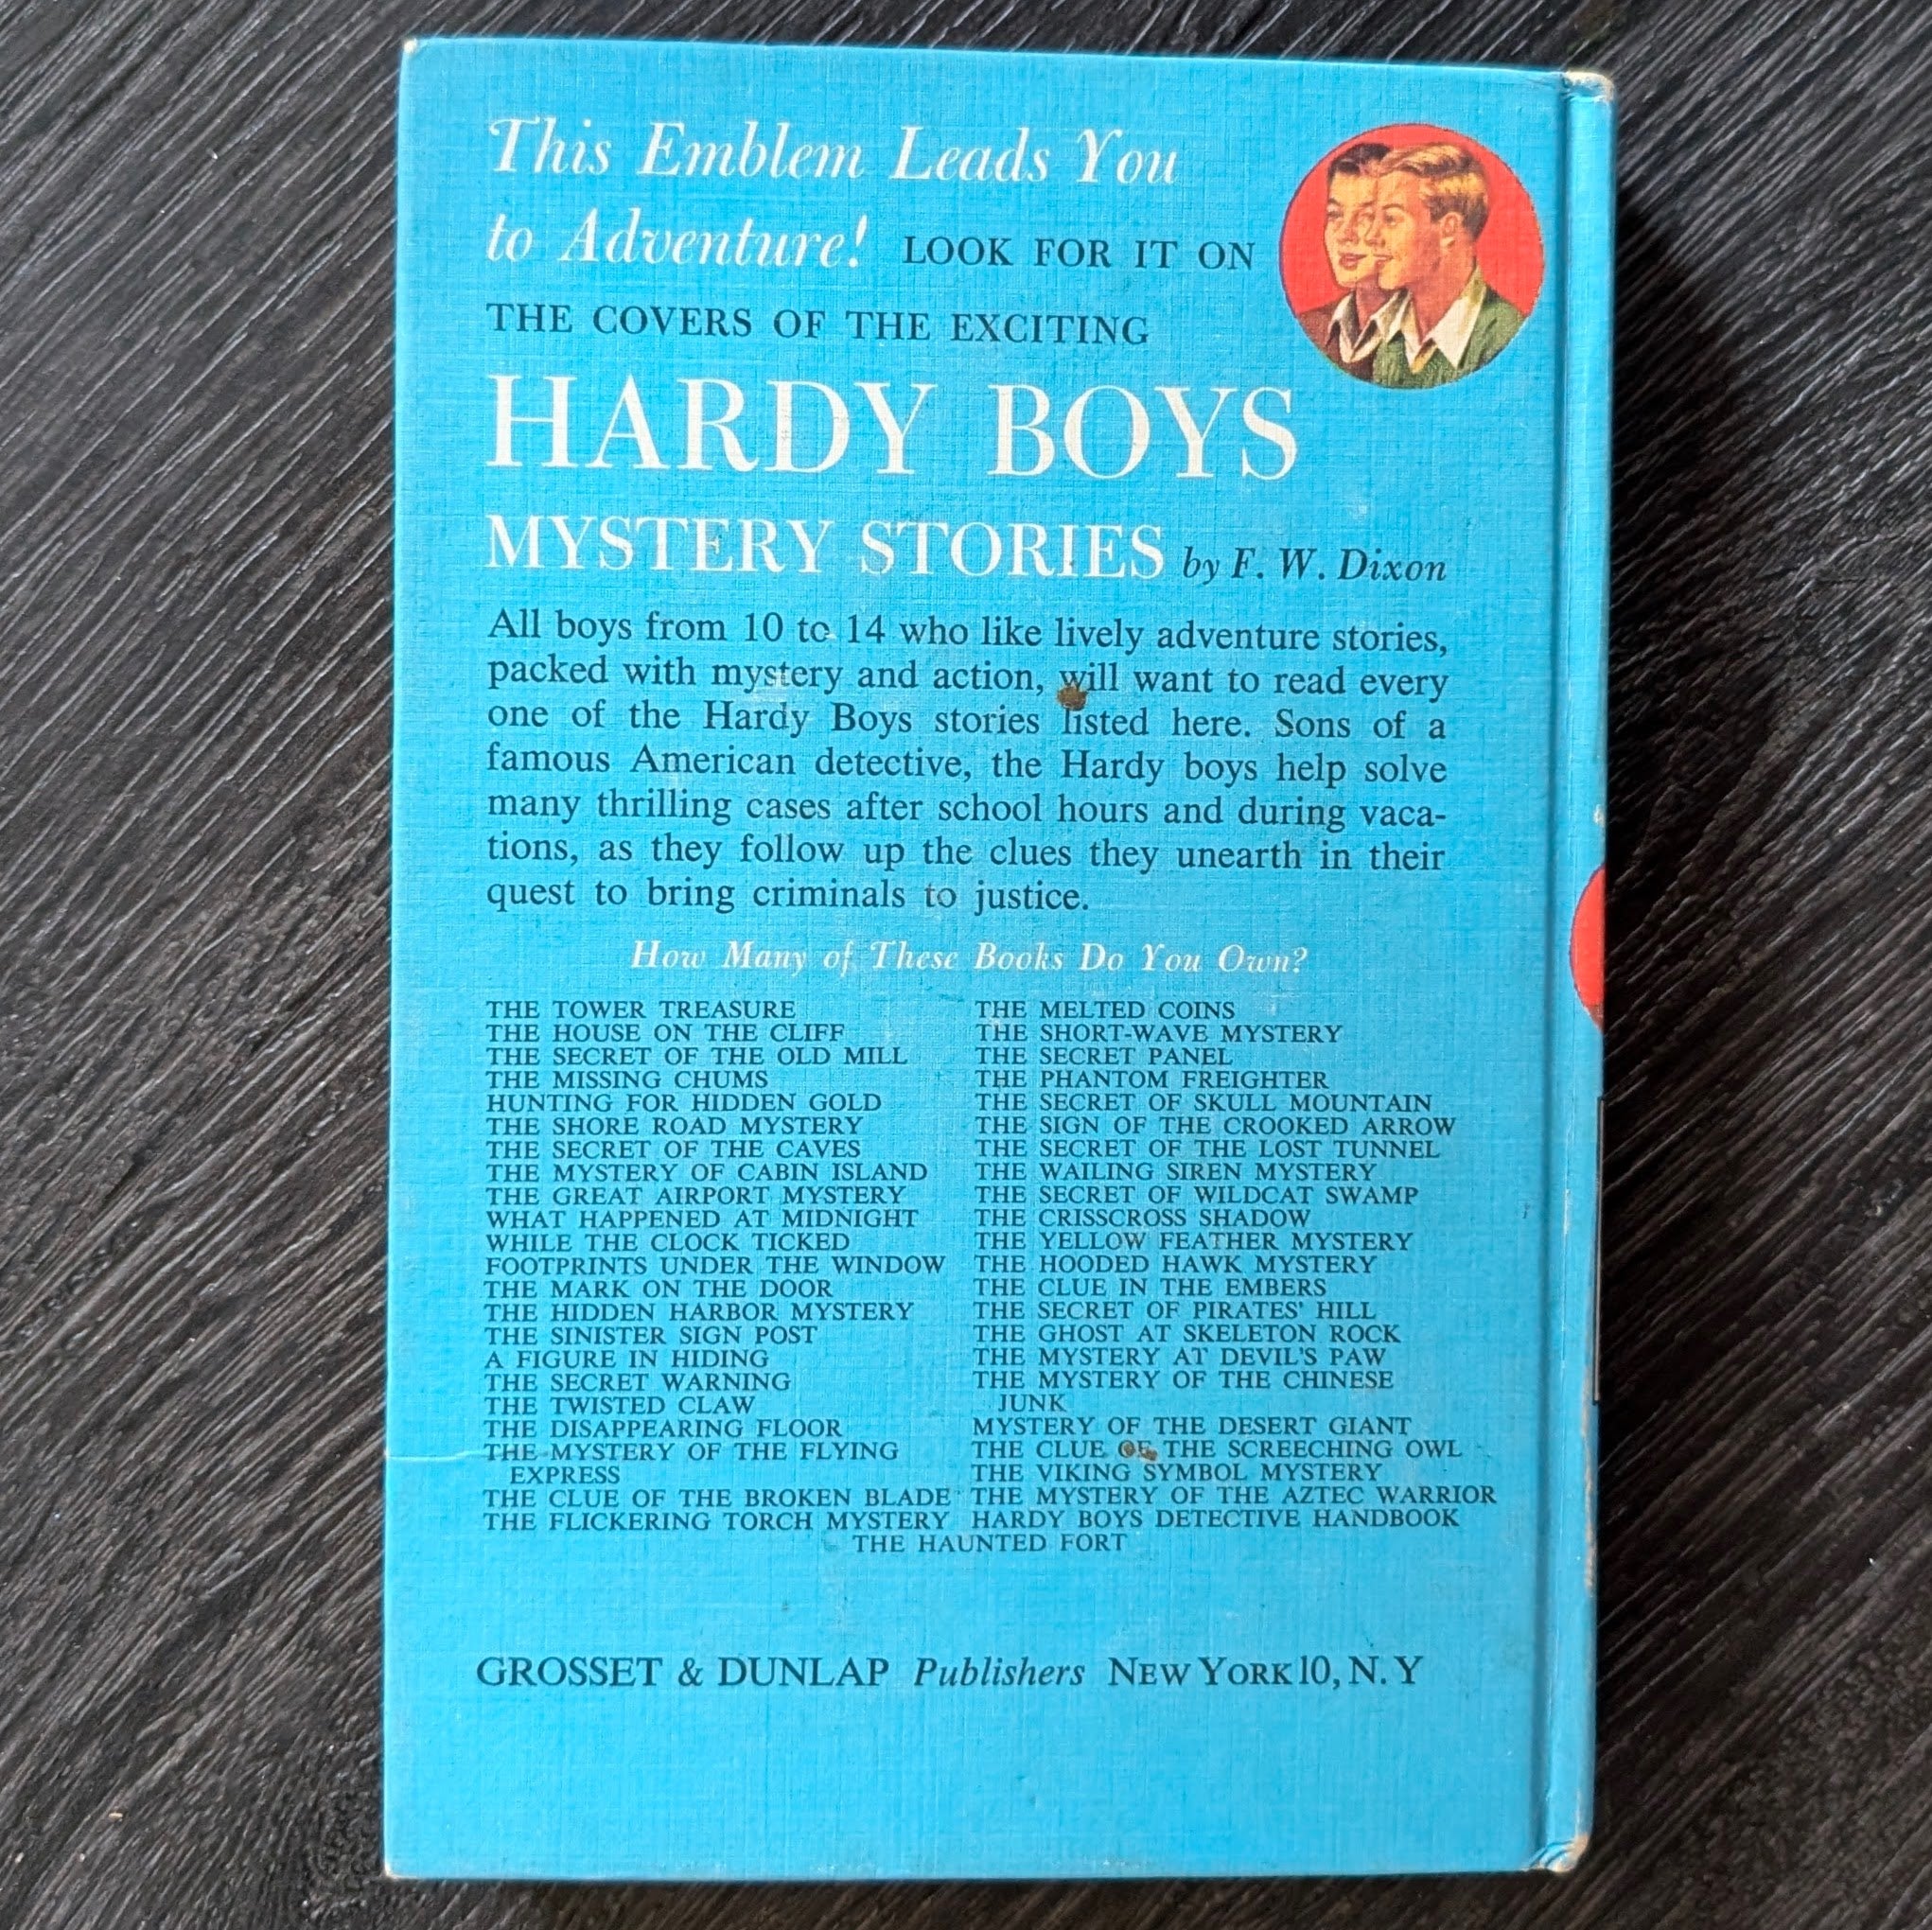 This Emblem Leads You
to Adventure! LOOK FOR IT ON
THE COVERS OF THE EXCITING
HARDY BOYS
MYSTERY STORIES by F. W. Dixon
All boys from 10 to 14 who like lively adventure stories,
packed with mystery and action, will want to read every
one of the Hardy Boys stories listed here. Sons of a
famous American detective, the Hardy boys help solve
many thrilling cases after school hours and during vaca-
tions, as they follow up the clues they unearth in their
quest to bring criminals to justice.
How Many of These Books Do You Own?
THE TOWER TREASURE
THE HOUSE ON THE CLIFF
THE SECRET OF THE OLD MILL
THE MISSING CHUMS
HUNTING FOR HIDDEN GOLD
THE SHORE ROAD MYSTERY
THE SECRET OF THE CAVES
THE MYSTERY OF CABIN ISLAND
THE GREAT AIRPORT MYSTERY
WHAT HAPPENED AT MIDNIGHT
WHILE THE CLOCK TICKED
FOOTPRINTS UNDER THE WINDOW
THE MARK ON THE DOOR
THE HIDDEN HARBOR MYSTERY
THE SINISTER SIGN POST
A FIGURE IN HIDING
THE SECRET WARNING
THE TWISTED CLAW
THE DISAPPEARING FLOOR
THE MYSTERY OF THE FLYING
EXPRESS
THE CLUE OF THE BROKEN BLADE
THE FLICKERING TORCH MYSTERY
THE MELTED COINS
THE SHORT-WAVE MYSTERY
THE SECRET PANEL
THE PHANTOM FREIGHTER
THE SECRET OF SKULL MOUNTAIN
THE SIGN OF THE CROOKED ARROW
THE SECRET OF THE LOST TUNNEL
THE WAILING SIREN MYSTERY
THE SECRET OF WILDCAT SWAMP
THE CRISSCROSS SHADOW
THE YELLOW FEATHER MYSTERY
THE HOODED HAWK MYSTERY
THE CLUE IN THE EMBERS
THE SECRET OF PIRATES' HILL
THE GHOST AT SKELETON ROCK
THE MYSTERY AT DEVIL'S PAW
THE MYSTERY OF THE CHINESE
JUNK
MYSTERY OF THE DESERT GIANT
THE CLUE OF THE SCREECHING OWL
THE VIKING SYMBOL MYSTERY
THE MYSTERY OF THE AZTEC WARRIOR
HARDY BOYS DETECTIVE HANDBOOK
THE HAUNTED FORT
GROSSET & DUNLAP Publishers NEW YORK 10, N. Y